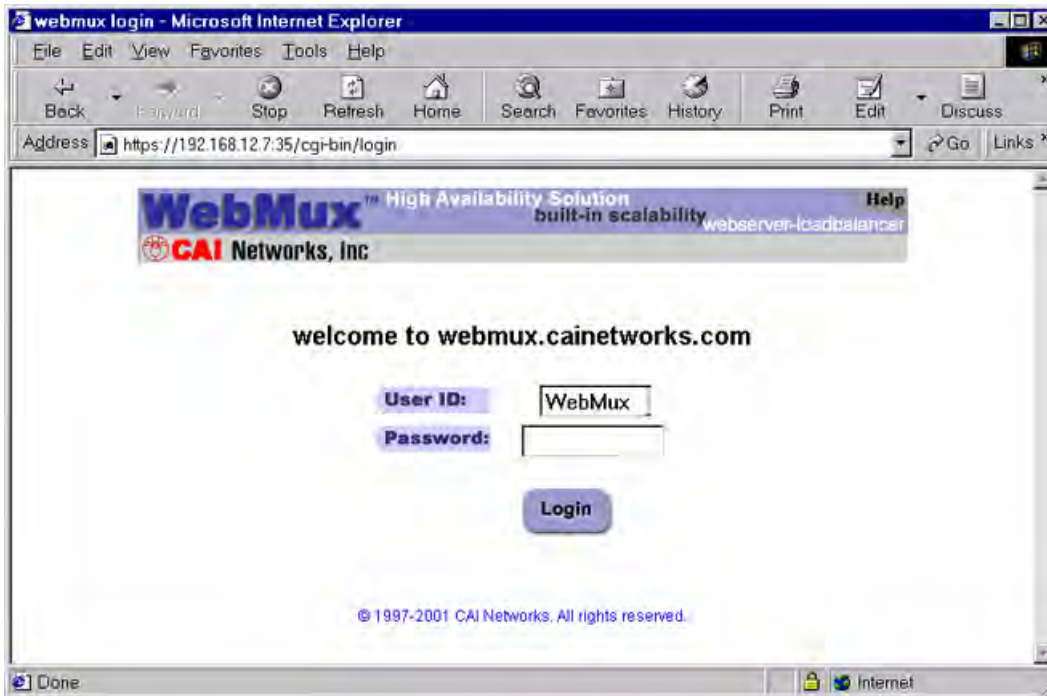 webmux login - Microsoft Internet Explorer
File Edit View Favorites Tools Help
Back Forward Stop Refresh Home Search Favorites History Print Edit Discuss
Address https://192.168.12.7:35/cgi-bin/login Go Links
WebMux™ High Availability Solution Help
built-in scalability
webserver-loadbalancer
CAI Networks, Inc
welcome to webmux.cainetworks.com
User ID: WebMux
Password:
Login
© 1997-2001 CAI Networks. All rights reserved.
Done Internet